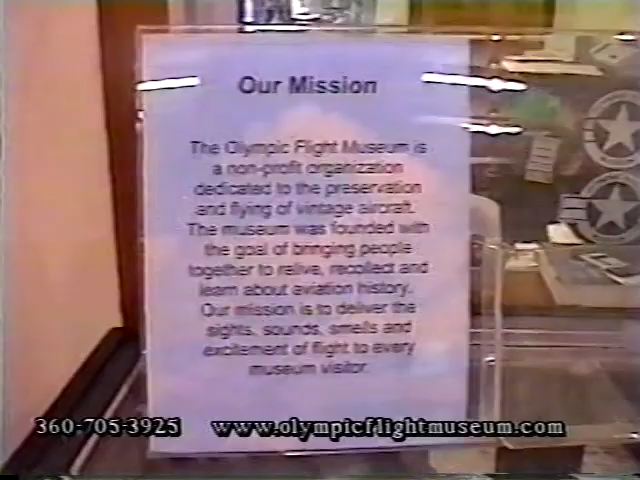 Our Mission
The Olympic Flight Museum is
a non-profit organization
dedicated to the preservation
and flying of vintage aircraft.
The museum was founded with
the goal of bringing people
together to relive, recollect and
learn about aviation history.
Our mission is to deliver the
sights, sounds, smells and
excitement of flight to every
museum visitor.
360-705-3925 www.olympicflightmuseum.com